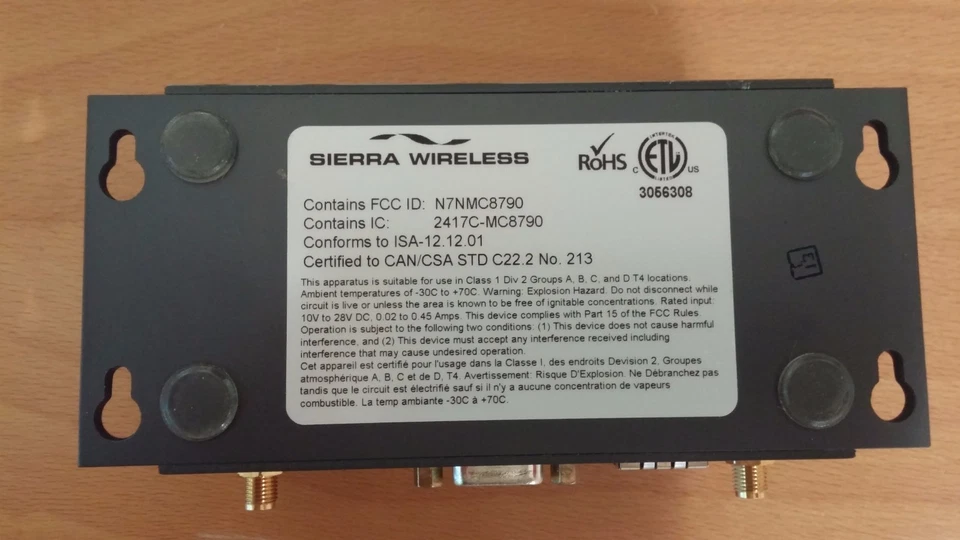 SIERRA WIRELESS
RoHS
INTERTEK
C ETL US
LISTED
3056308
Contains FCC ID: N7NMC8790
Contains IC: 2417C-MC8790
Conforms to ISA-12.12.01
Certified to CAN/CSA STD C22.2 No. 213
This apparatus is suitable for use in Class 1 Div 2 Groups A, B, C, and D T4 locations.
Ambient temperatures of -30C to +70C. Warning: Explosion Hazard. Do not disconnect while
circuit is live or unless the area is known to be free of ignitable concentrations. Rated input:
10V to 28V DC, 0.02 to 0.45 Amps. This device complies with Part 15 of the FCC Rules.
Operation is subject to the following two conditions: (1) This device does not cause harmful
interference, and (2) This device must accept any interference received including
interference that may cause undesired operation.
Cet appareil est certifié pour l'usage dans la Classe I, des endroits Devision 2, Groupes
atmosphérique A, B, C et de D, T4. Avertisement: Risque D'Explosion. Ne Débranchez pas
tandis que le circuit est électrifié sauf si il n'y a aucune concentration de vapeurs
combustible. La temp ambiante -30C à +70C.